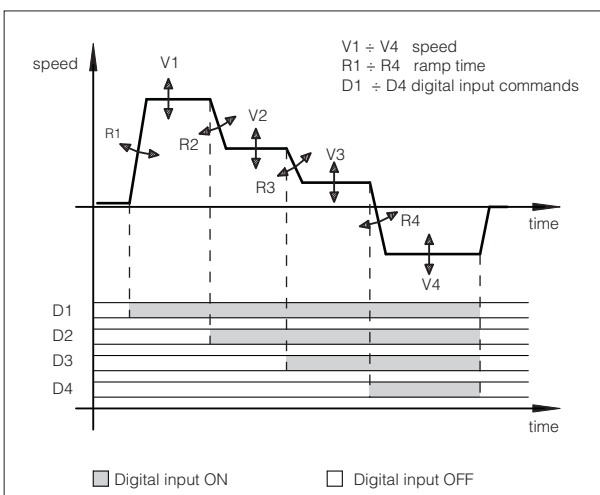 V1 ÷ V4 speed
R1 ÷ R4 ramp time
D1 ÷ D4 digital input commands
speed
V1
R1
R2
V2
R3
V3
R4
time
V4
D1
D2
D3
D4
time
Digital input ON
Digital input OFF